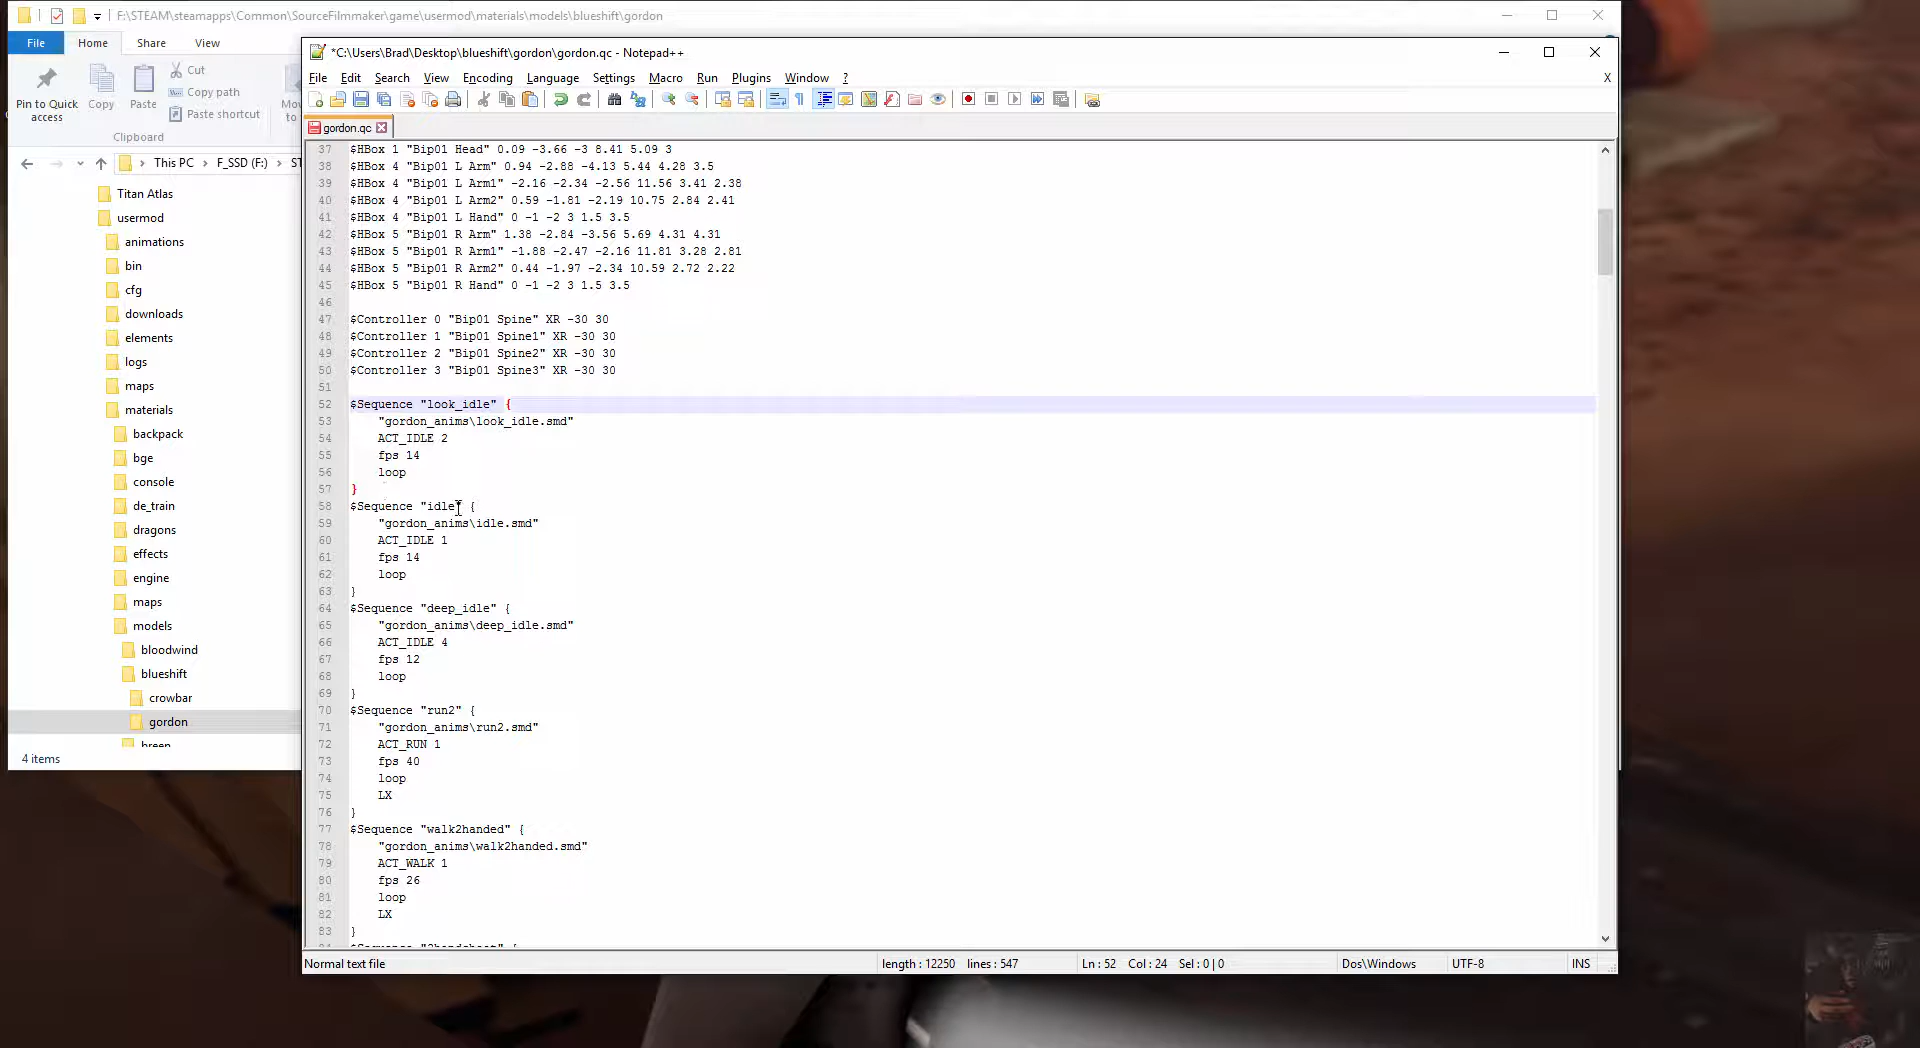 F:\STEAM\steamapps\Common\SourceFilmmaker\game\usermod\materials\models\blueshift\gordon
File Home Share View
Pin to Quick access
Copy
Paste
Cut
Copy path
Paste shortcut
Clipboard
This PC > F_SSD (F:) > ST
Titan Atlas
usermod
animations
bin
cfg
downloads
elements
logs
maps
materials
backpack
bge
console
de_train
dragons
effects
engine
maps
models
bloodwind
blueshift
crowbar
gordon
4 items
*C:\Users\Brad\Desktop\blueshift\gordon\gordon.qc - Notepad++
File Edit Search View Encoding Language Settings Macro Run Plugins Window ? X
gordon.qc
37 $HBox 1 "Bip01 Head" 0.09 -3.66 -3 8.41 5.09 3
38 $HBox 4 "Bip01 L Arm" 0.94 -2.88 -4.13 5.44 4.28 3.5
39 $HBox 4 "Bip01 L Arm1" -2.16 -2.34 -2.56 11.56 3.41 2.38
40 $HBox 4 "Bip01 L Arm2" 0.59 -1.81 -2.19 10.75 2.84 2.41
41 $HBox 4 "Bip01 L Hand" 0 -1 -2 3 1.5 3.5
42 $HBox 5 "Bip01 R Arm" 1.38 -2.84 -3.56 5.69 4.31 4.31
43 $HBox 5 "Bip01 R Arm1" -1.88 -2.47 -2.16 11.81 3.28 2.81
44 $HBox 5 "Bip01 R Arm2" 0.44 -1.97 -2.34 10.59 2.72 2.22
45 $HBox 5 "Bip01 R Hand" 0 -1 -2 3 1.5 3.5
46
47 $Controller 0 "Bip01 Spine" XR -30 30
48 $Controller 1 "Bip01 Spine1" XR -30 30
49 $Controller 2 "Bip01 Spine2" XR -30 30
50 $Controller 3 "Bip01 Spine3" XR -30 30
51
52 $Sequence "look_idle" {
53 "gordon_anims\look_idle.smd"
54 ACT_IDLE 2
55 fps 14
56 loop
57 }
58 $Sequence "idle" {
59 "gordon_anims\idle.smd"
60 ACT_IDLE 1
61 fps 14
62 loop
63 }
64 $Sequence "deep_idle" {
65 "gordon_anims\deep_idle.smd"
66 ACT_IDLE 4
67 fps 12
68 loop
69 }
70 $Sequence "run2" {
71 "gordon_anims\run2.smd"
72 ACT_RUN 1
73 fps 40
74 loop
75 LX
76 }
77 $Sequence "walk2handed" {
78 "gordon_anims\walk2handed.smd"
79 ACT_WALK 1
80 fps 26
81 loop
82 LX
83 }
Normal text file length : 12250 lines : 547 Ln : 52 Col : 24 Sel : 0 | 0 Dos\Windows UTF-8 INS